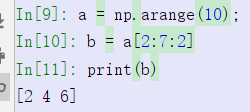 In[9]: a = np.arange(10);
In[10]: b = a[2:7:2]
In[11]: print(b)
[2 4 6]